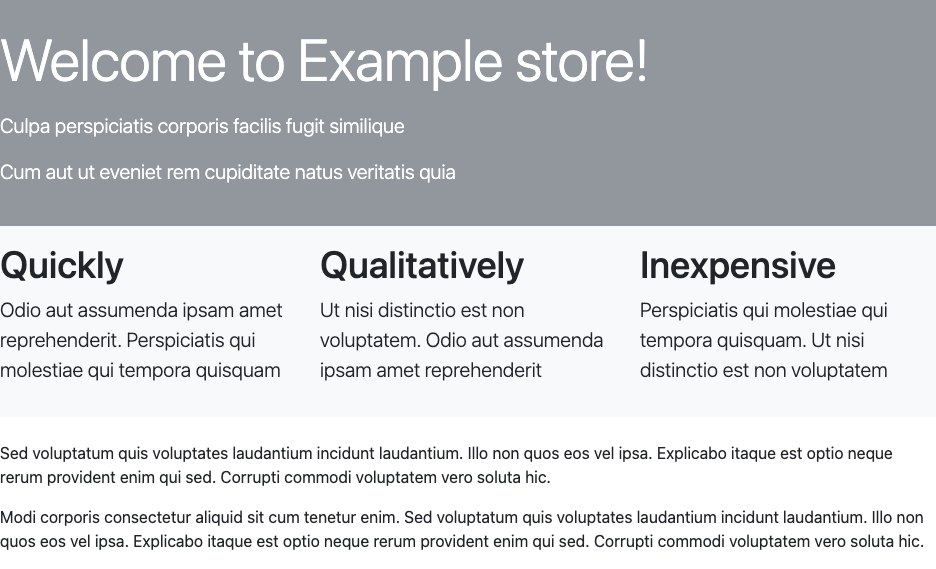 Welcome to Example store!
Culpa perspiciatis corporis facilis fugit similique
Cum aut ut eveniet rem cupiditate natus veritatis quia
Quickly
Odio aut assumenda ipsam amet
reprehenderit. Perspiciatis qui
molestiae qui tempora quisquam
Qualitatively
Ut nisi distinctio est non
voluptatem. Odio aut assumenda
ipsam amet reprehenderit
Inexpensive
Perspiciatis qui molestiae qui
tempora quisquam. Ut nisi
distinctio est non voluptatem
Sed voluptatum quis voluptates laudantium incidunt laudantium. Illo non quos eos vel ipsa. Explicabo itaque est optio neque
rerum provident enim qui sed. Corrupti commodi voluptatem vero soluta hic.
Modi corporis consectetur aliquid sit cum tenetur enim. Sed voluptatum quis voluptates laudantium incidunt laudantium. Illo non
quos eos vel ipsa. Explicabo itaque est optio neque rerum provident enim qui sed. Corrupti commodi voluptatem vero soluta hic.